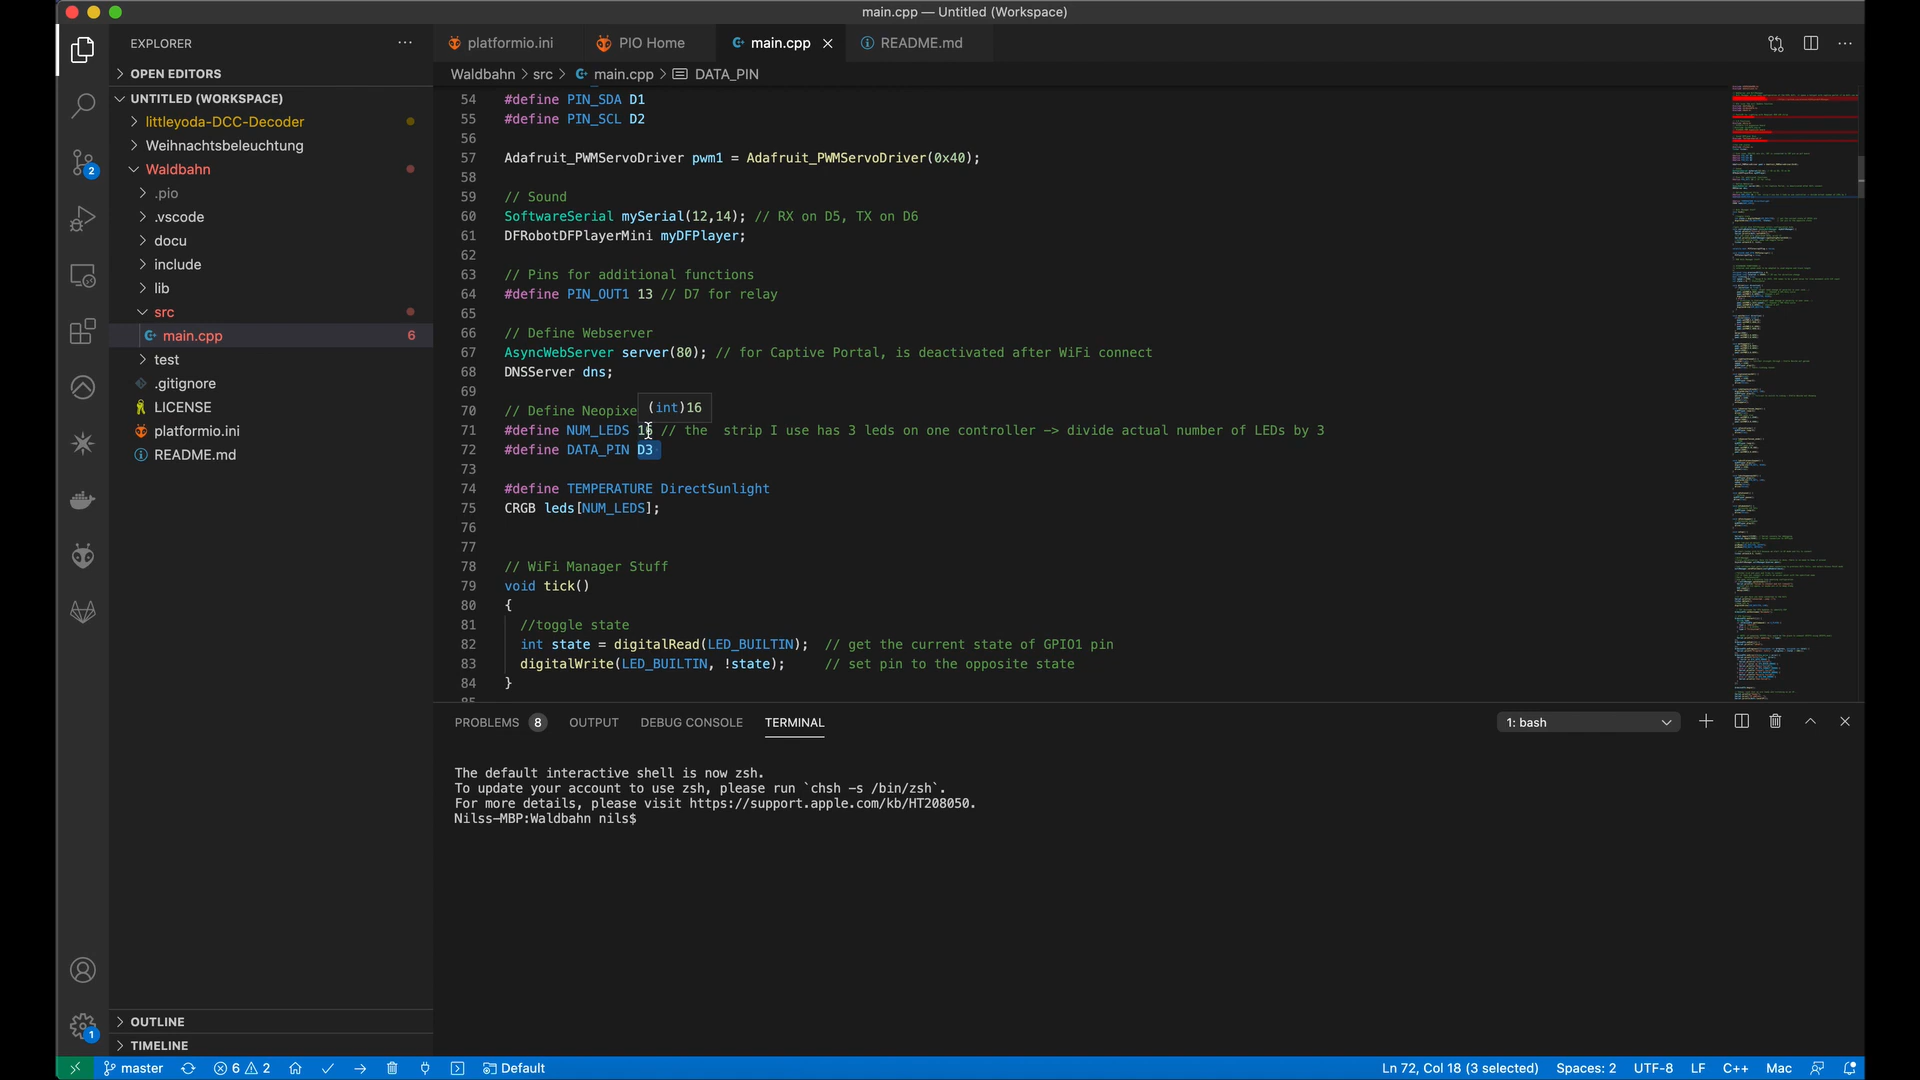 main.cpp — Untitled (Workspace)
EXPLORER
platformio.ini
PIO Home
main.cpp
README.md
OPEN EDITORS
UNTITLED (WORKSPACE)
littleyoda-DCC-Decoder
Weihnachtsbeleuchtung
Waldbahn
.pio
.vscode
docu
include
lib
src
main.cpp 6
test
.gitignore
LICENSE
platformio.ini
README.md
OUTLINE
TIMELINE
2
1
Waldbahn > src > main.cpp > DATA_PIN
54 #define PIN_SDA D1
55 #define PIN_SCL D2
56
57 Adafruit_PWMServoDriver pwm1 = Adafruit_PWMServoDriver(0x40);
58
59 // Sound
60 SoftwareSerial mySerial(12,14); // RX on D5, TX on D6
61 DFRobotDFPlayerMini myDFPlayer;
62
63 // Pins for additional functions
64 #define PIN_OUT1 13 // D7 for relay
65
66 // Define Webserver
67 AsyncWebServer server(80); // for Captive Portal, is deactivated after WiFi connect
68 DNSServer dns;
69
(int)16
70 // Define Neopixe
71 #define NUM_LEDS 16 // the  strip I use has 3 leds on one controller -> divide actual number of LEDs by 3
72 #define DATA_PIN D3
73
74 #define TEMPERATURE DirectSunlight
75 CRGB leds[NUM_LEDS];
76
77
78 // WiFi Manager Stuff
79 void tick()
80 {
81 //toggle state
82 int state = digitalRead(LED_BUILTIN);  // get the current state of GPIO1 pin
83 digitalWrite(LED_BUILTIN, !state);     // set pin to the opposite state
84 }
85
PROBLEMS 8 OUTPUT DEBUG CONSOLE TERMINAL
1: bash
The default interactive shell is now zsh.
To update your account to use zsh, please run `chsh -s /bin/zsh`.
For more details, please visit https://support.apple.com/kb/HT208050.
Nilss-MBP:Waldbahn nils$
master 6 2 Default
Ln 72, Col 18 (3 selected) Spaces: 2 UTF-8 LF C++ Mac